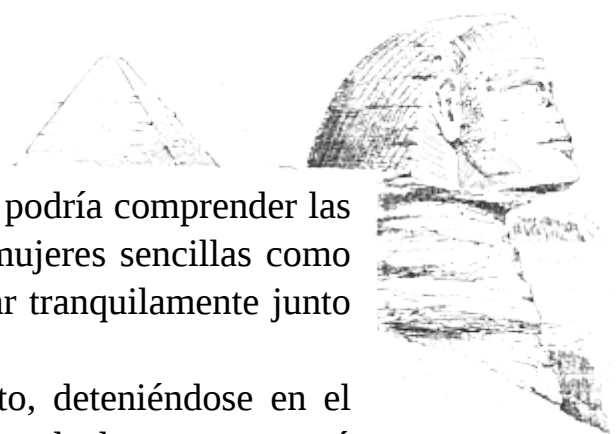 podría comprender las
mujeres sencillas como
tranquilamente junto
deteniéndose en el